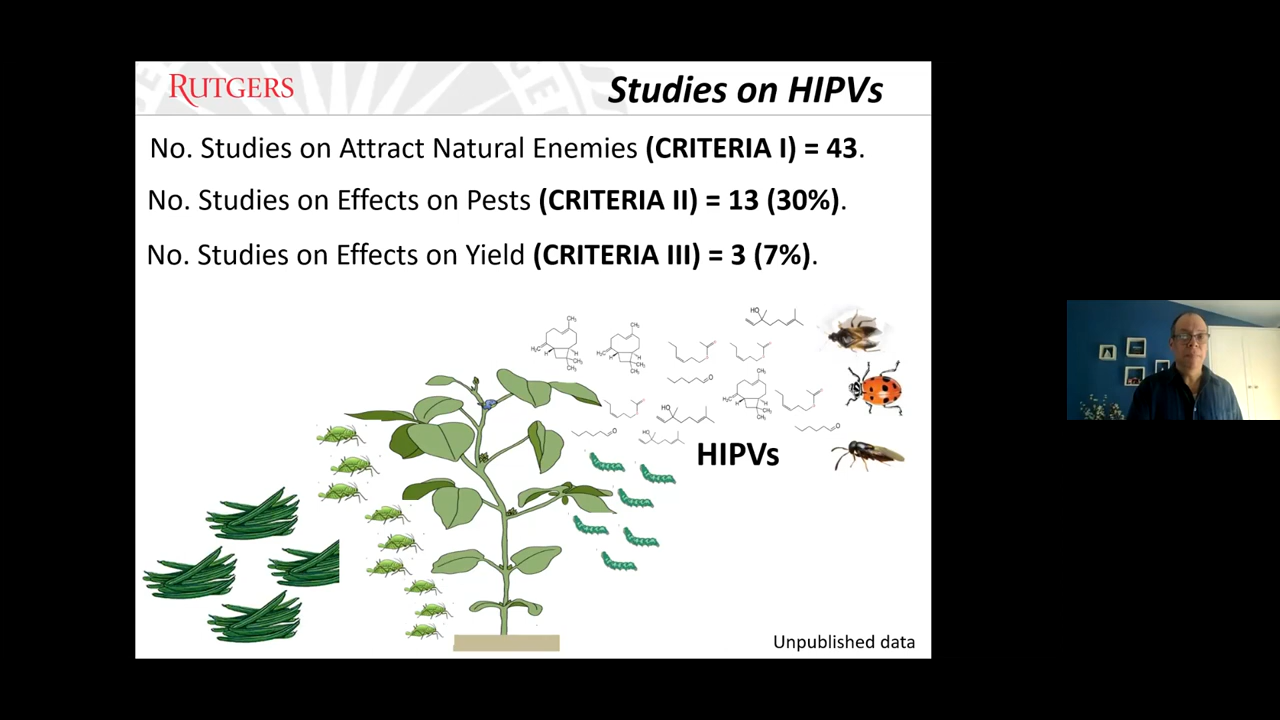 RUTGERS
Studies on HIPVs
No. Studies on Attract Natural Enemies (CRITERIA I) = 43.
No. Studies on Effects on Pests (CRITERIA II) = 13 (30%).
No. Studies on Effects on Yield (CRITERIA III) = 3 (7%).
HIPVs
Unpublished data